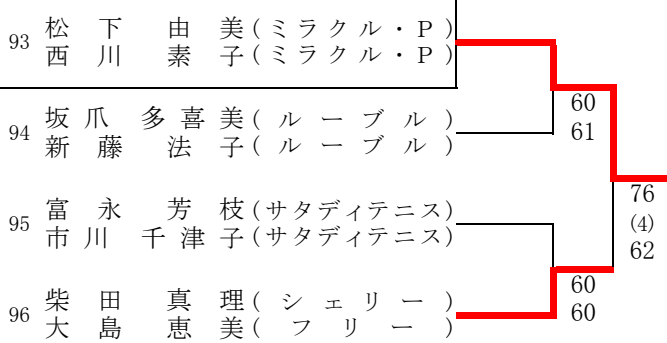 93 松下 由美(ミラクル・P)
西川 素子(ミラクル・P)
60
61
94 坂爪 多喜美(ルーブル)
新藤 法子(ルーブル)
76
(4)
62
95 富永 芳枝(サタディテニス)
市川 千津子(サタディテニス)
60
60
96 柴田 真理(シェリー)
大島 恵美(フリー)